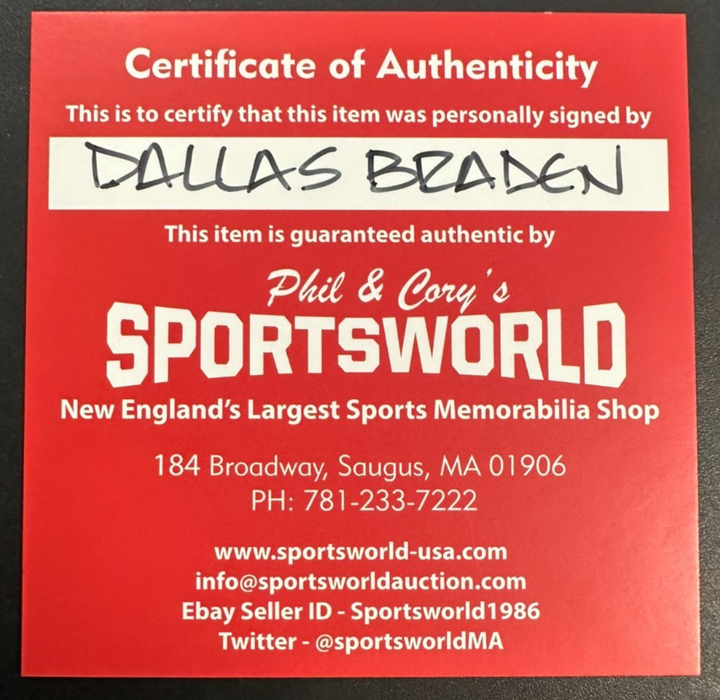 Certificate of Authenticity
This is to certify that this item was personally signed by
DALLAS BRADEN
This item is guaranteed authentic by
Phil & Cory's
SPORTSWORLD
New England's Largest Sports Memorabilia Shop
184 Broadway, Saugus, MA 01906
PH: 781-233-7222
www.sportsworld-usa.com
info@sportsworldauction.com
Ebay Seller ID - Sportsworld1986
Twitter - @sportsworldMA